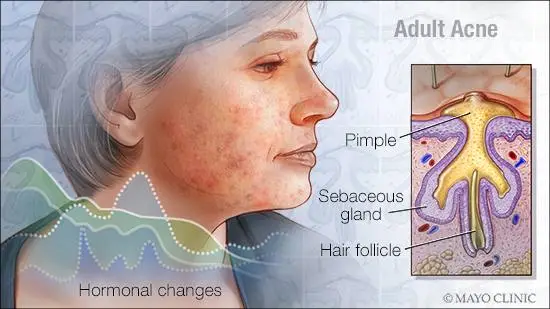 Adult Acne
Pimple
Sebaceous
gland
Hair follicle
Hormonal changes
© MAYO CLINIC